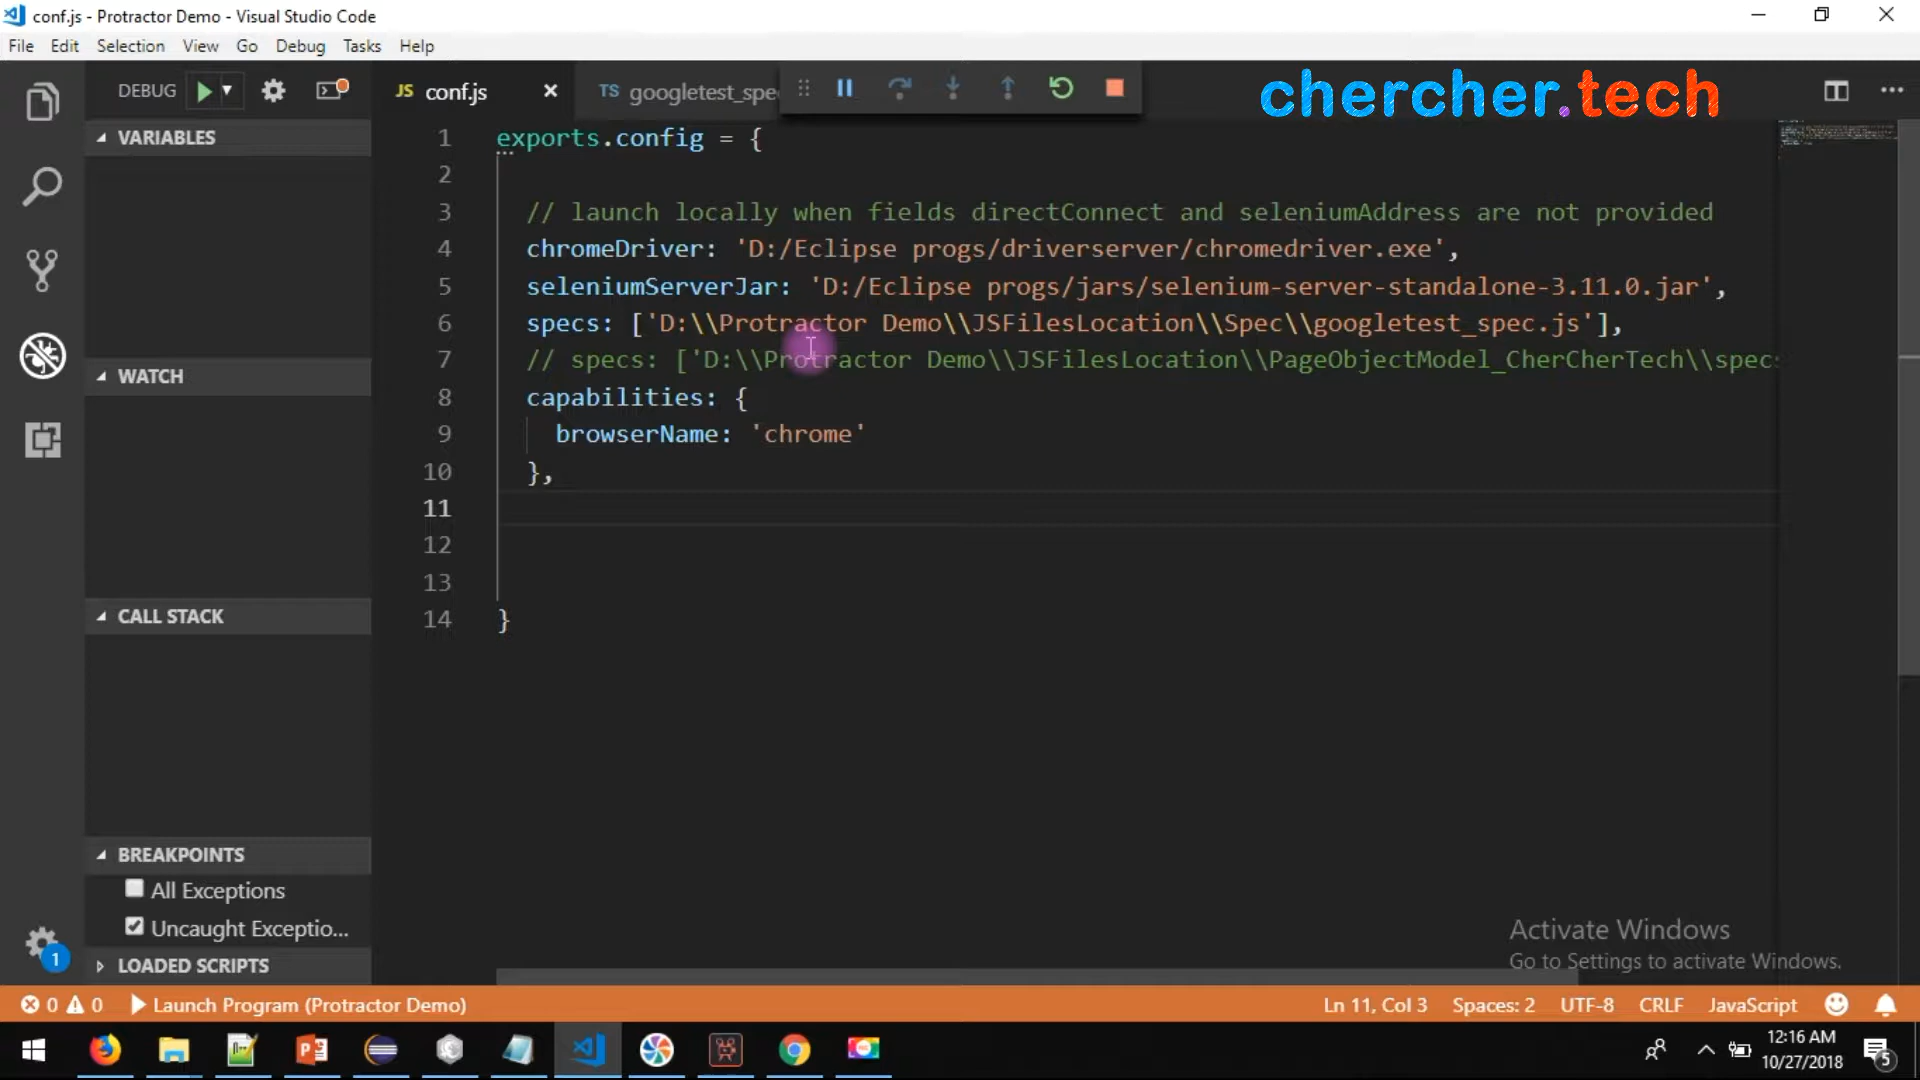 conf.js - Protractor Demo - Visual Studio Code
File Edit Selection View Go Debug Tasks Help
DEBUG
JS conf.js
TS googletest_spe
chercher.tech
VARIABLES
WATCH
CALL STACK
BREAKPOINTS
All Exceptions
Uncaught Exceptio...
LOADED SCRIPTS
1 exports.config = {
2
3 // launch locally when fields directConnect and seleniumAddress are not provided
4 chromeDriver: 'D:/Eclipse progs/driverserver/chromedriver.exe',
5 seleniumServerJar: 'D:/Eclipse progs/jars/selenium-server-standalone-3.11.0.jar',
6 specs: ['D:\\Protractor Demo\\JSFilesLocation\\Spec\\googletest_spec.js'],
7 // specs: ['D:\\Protractor Demo\\JSFilesLocation\\PageObjectModel_CherCherTech\\spec
8 capabilities: {
9 browserName: 'chrome'
10 },
11
12
13
14 }
Activate Windows
Go to Settings to activate Windows.
1
0 0 Launch Program (Protractor Demo)
Ln 11, Col 3 Spaces: 2 UTF-8 CRLF JavaScript
12:16 AM
10/27/2018
5